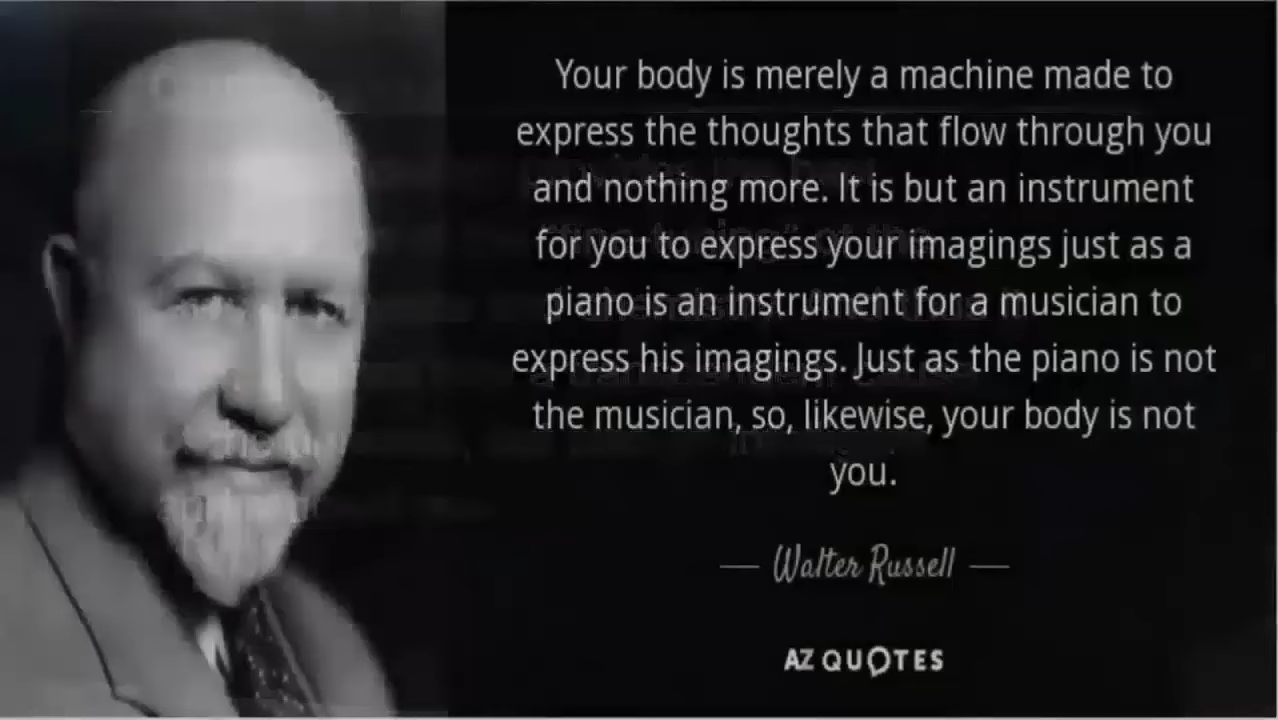 Your body is merely a machine made to
express the thoughts that flow through you
and nothing more. It is but an instrument
for you to express your imagings just as a
piano is an instrument for a musician to
express his imagings. Just as the piano is not
the musician, so, likewise, your body is not
you.
— Walter Russell —
AZ QUOTES